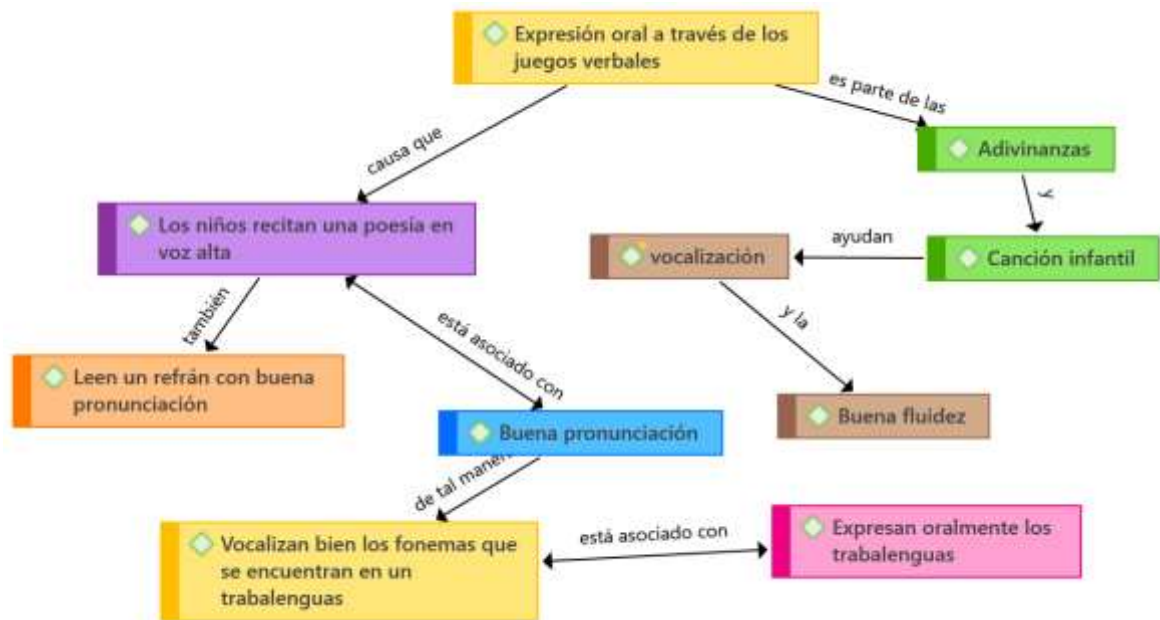 Expresión oral a través de los
juegos verbales
es parte de las
causa que
Adivinanzas
y
Los niños recitan una poesía en
voz alta
ayudan
vocalización
Canción infantil
también
está asociado con
y la
Leen un refrán con buena
pronunciación
Buena pronunciación
Buena fluidez
de tal maner
Vocalizan bien los fonemas que
se encuentran en un
trabalenguas
está asociado con
Expresan oralmente los
trabalenguas